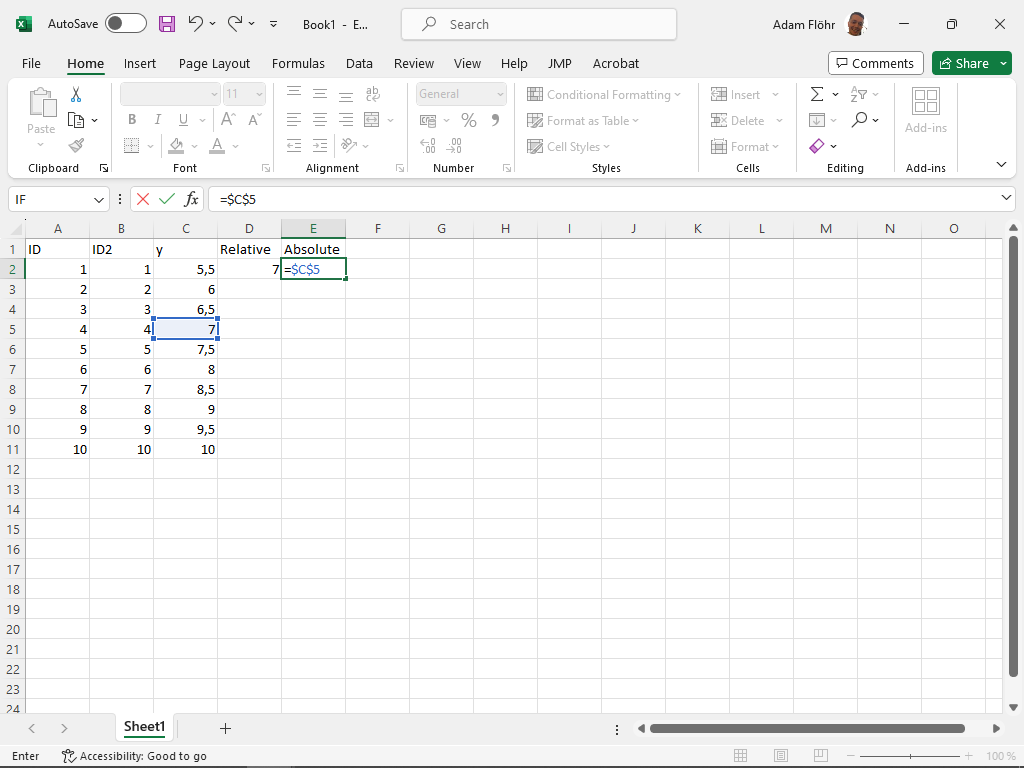 AutoSave Book1 - E... Search Adam Flöhr
File Home Insert Page Layout Formulas Data Review View Help JMP Acrobat Comments Share
Paste
Clipboard
11
B I U A A
A
Font
ab
Alignment
General
%
Number
Conditional Formatting
Format as Table
Cell Styles
Styles
Insert
Delete
Format
Cells
Editing
Add-ins
Add-ins
IF fx =$C$5
A B C D E F G H I J K L M N O
1 ID ID2 y Relative Absolute
2 1 1 5,5 7 =$C$5
3 2 2 6
4 3 3 6,5
5 4 4 7
6 5 5 7,5
7 6 6 8
8 7 7 8,5
9 8 8 9
10 9 9 9,5
11 10 10 10
12
13
14
15
16
17
18
19
20
21
22
23
24
Sheet1
Enter Accessibility: Good to go 100 %